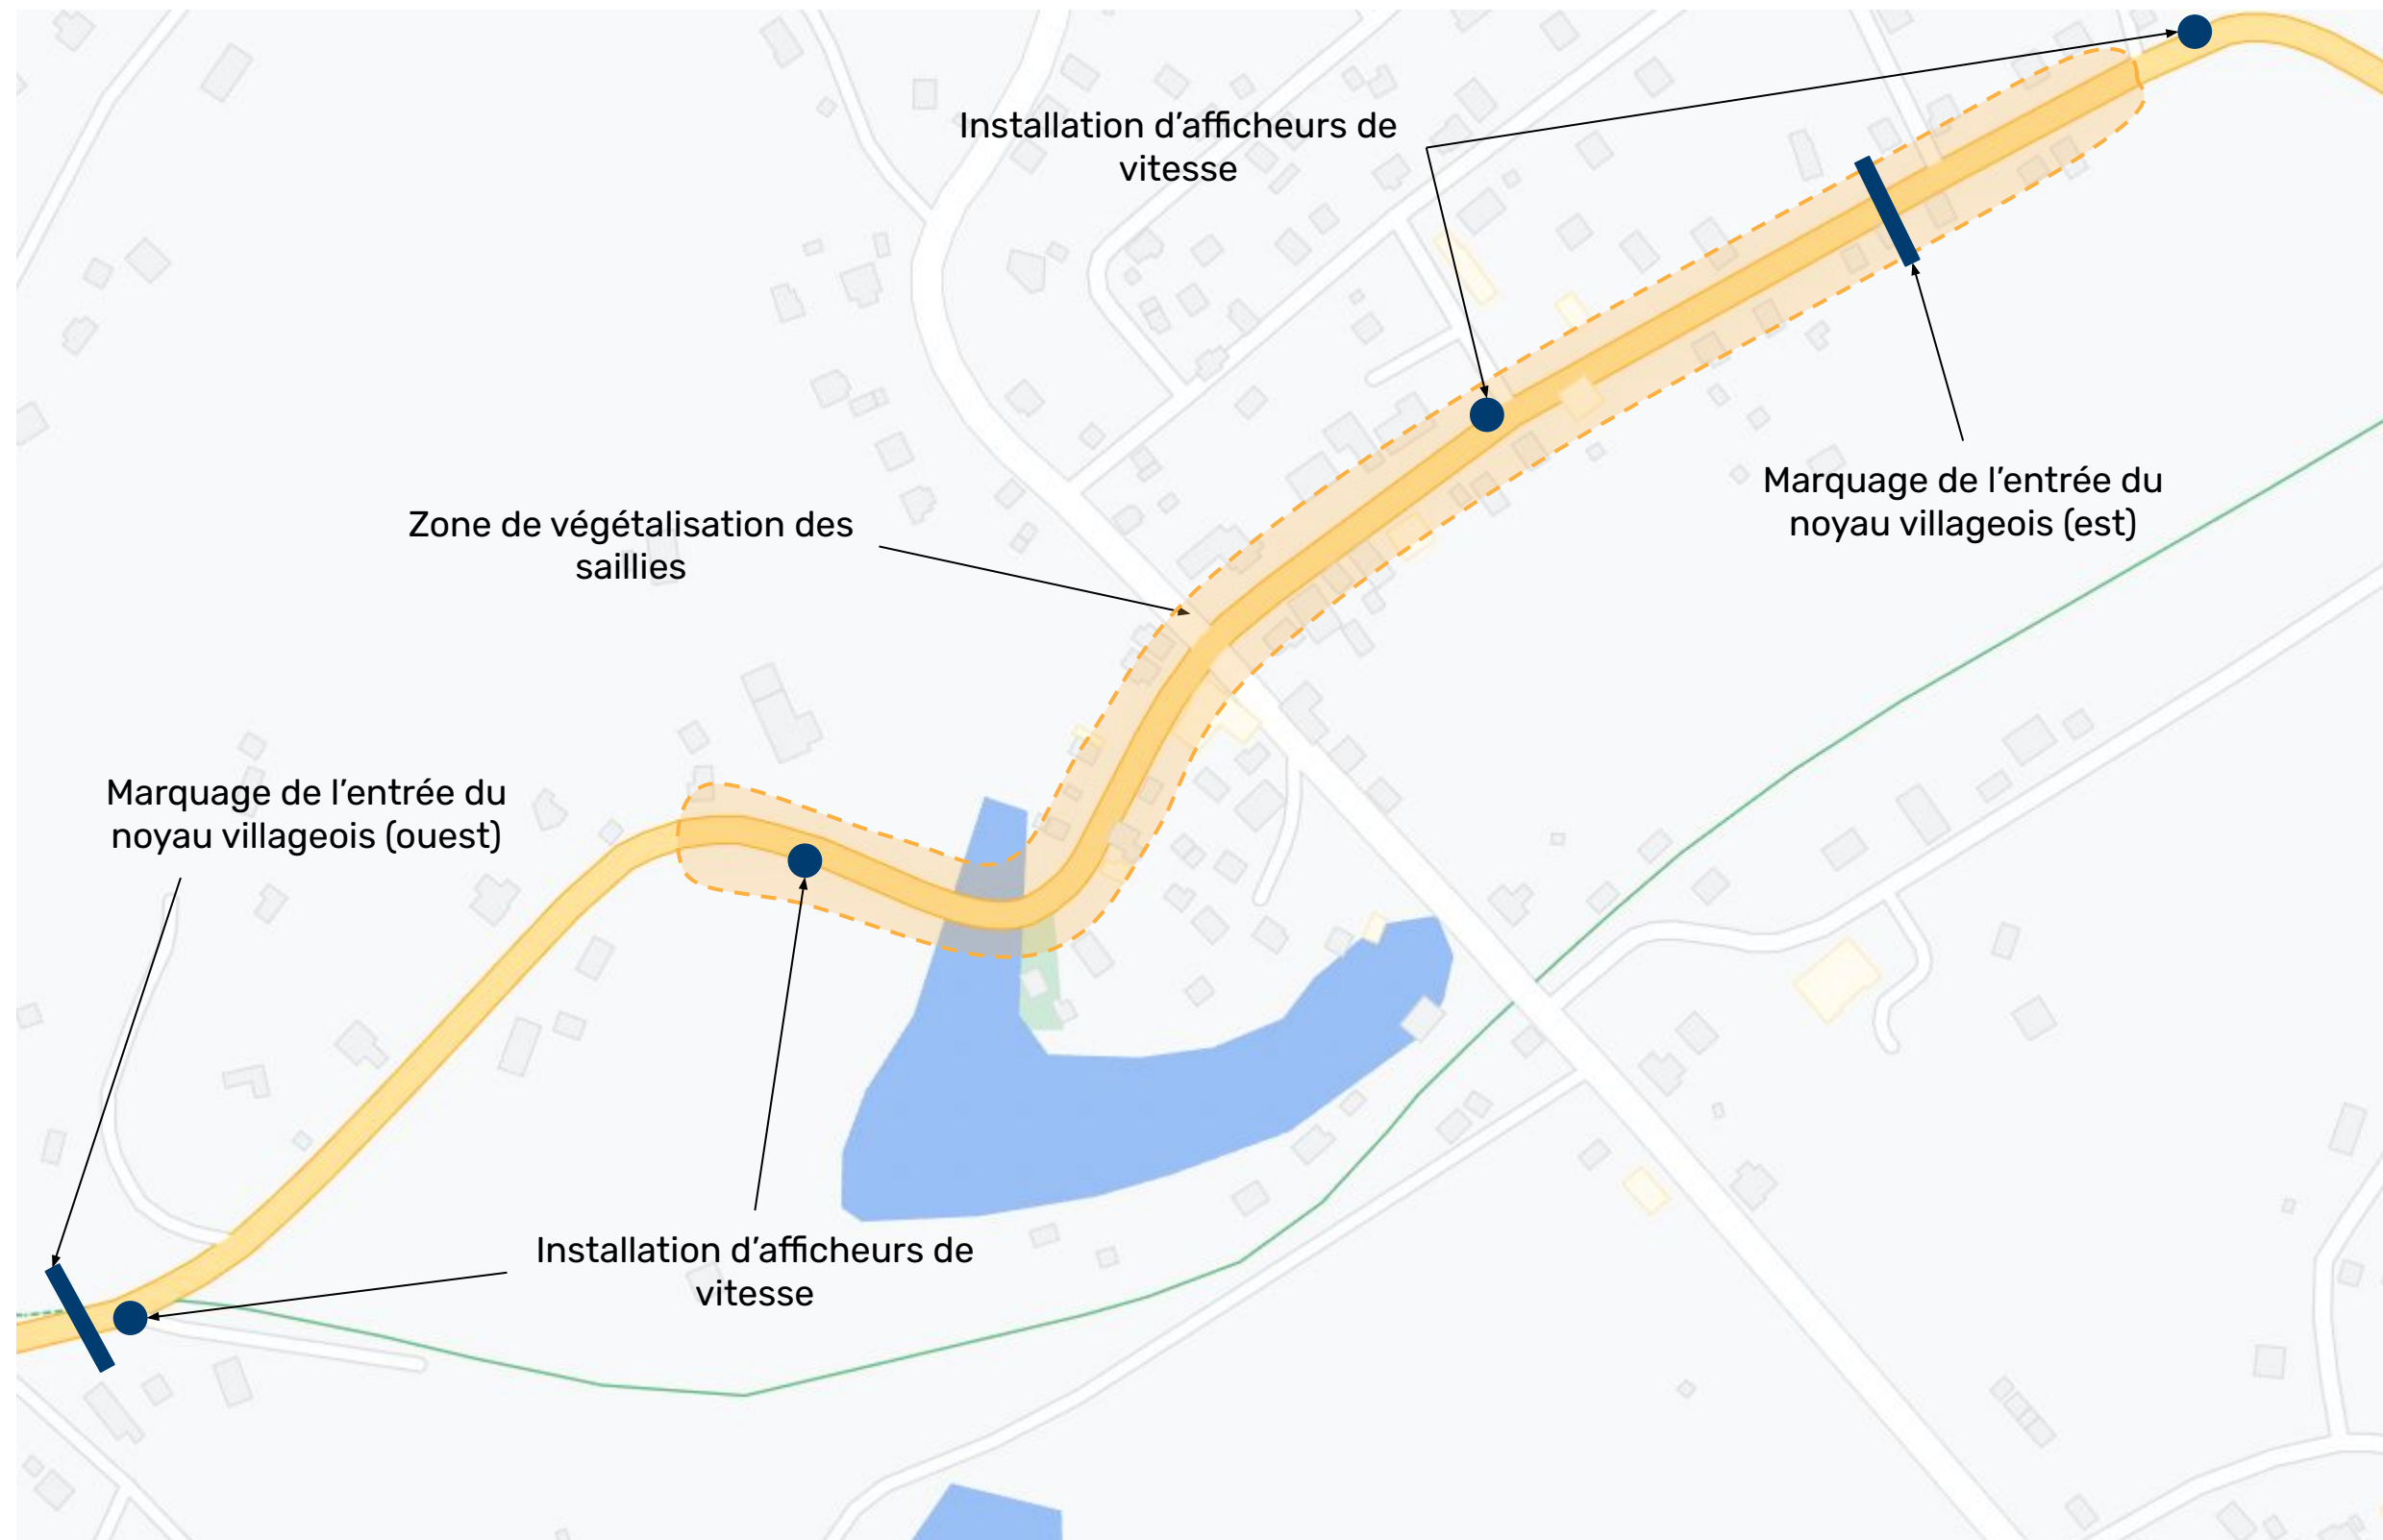 Installation d’afficheurs de
vitesse
Marquage de l’entrée du
noyau villageois (est)
Zone de végétalisation des
saillies
Marquage de l’entrée du
noyau villageois (ouest)
Installation d’afficheurs de
vitesse